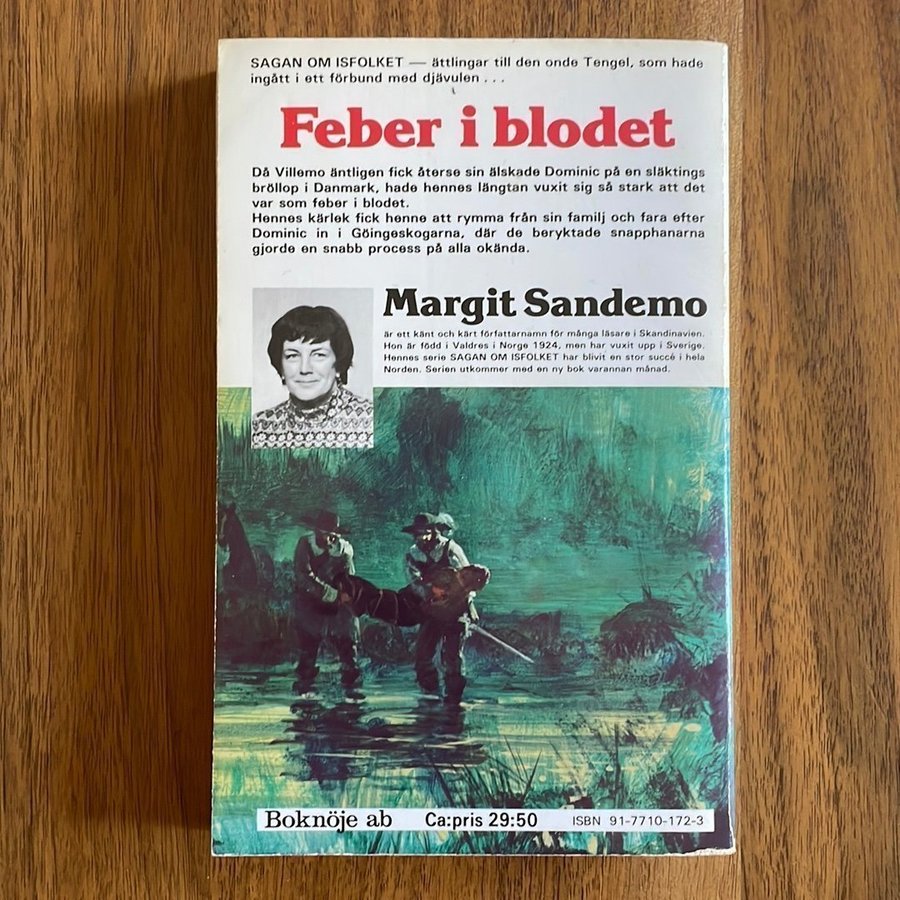 SAGAN OM ISFOLKET — ättlingar till den onde Tengel, som hade
ingått i ett förbund med djävulen . . .
Feber i blodet
Då Villemo äntligen fick återse sin älskade Dominic på en släktings
bröllop i Danmark, hade hennes längtan vuxit sig så stark att det
var som feber i blodet.
Hennes kärlek fick henne att rymma från sin familj och fara efter
Dominic in i Göingeskogarna, där de beryktade snapphanarna
gjorde en snabb process på alla okända.
Margit Sandemo
är ett känt och kärt författarnamn för många läsare i Skandinavien.
Hon är född i Valdres i Norge 1924, men har vuxit upp i Sverige.
Hennes serie SAGAN OM ISFOLKET har blivit en stor succé i hela
Norden. Serien utkommer med en ny bok varannan månad.
Boknöje ab Ca:pris 29:50 ISBN 91-7710-172-3